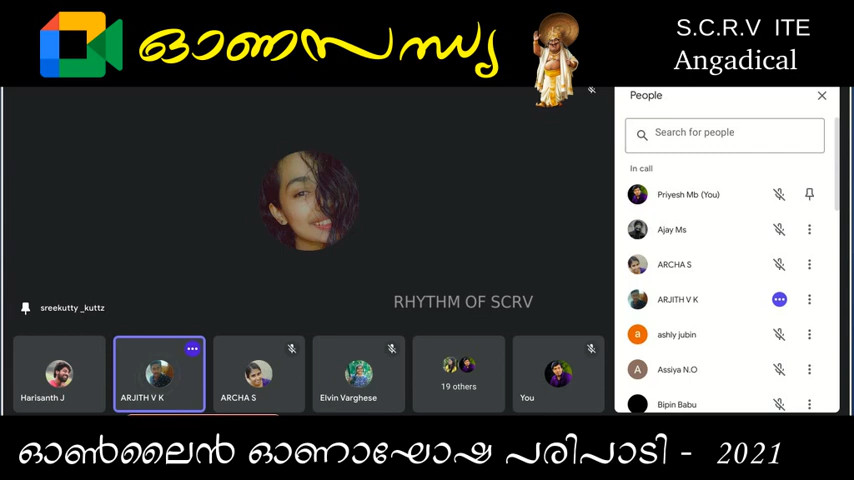 ഓണസന്ധ്യ
S.C.R.V ITE
Angadical
People
Search for people
In call
Priyesh Mb (You)
Ajay Ms
ARCHA S
ARJITH V K
a ashly jubin
A Assiya N.O
Bipin Babu
sreekutty _kuttz
RHYTHM OF SCRV
Harisanth J
ARJITH V K
ARCHA S
Elvin Varghese
19 others
You
ഓൺലൈൻ ഓണാഘോഷ പരിപാടി - 2021